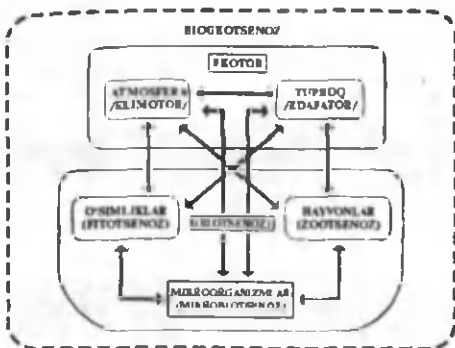 BIOGEOTSENOZ
EKOTOP
ATMOSFERA
/KLIMOTOP/
TUPROQ
/EDAFATOP/
O‘SIMLIKLAR
(FITOTSENOZ)
(BIOTSENOZ)
HAYVONLAR
(ZOOTSENOZ)
MIKROORGANIZMLAR
(MIKROBIOTSENOZ)